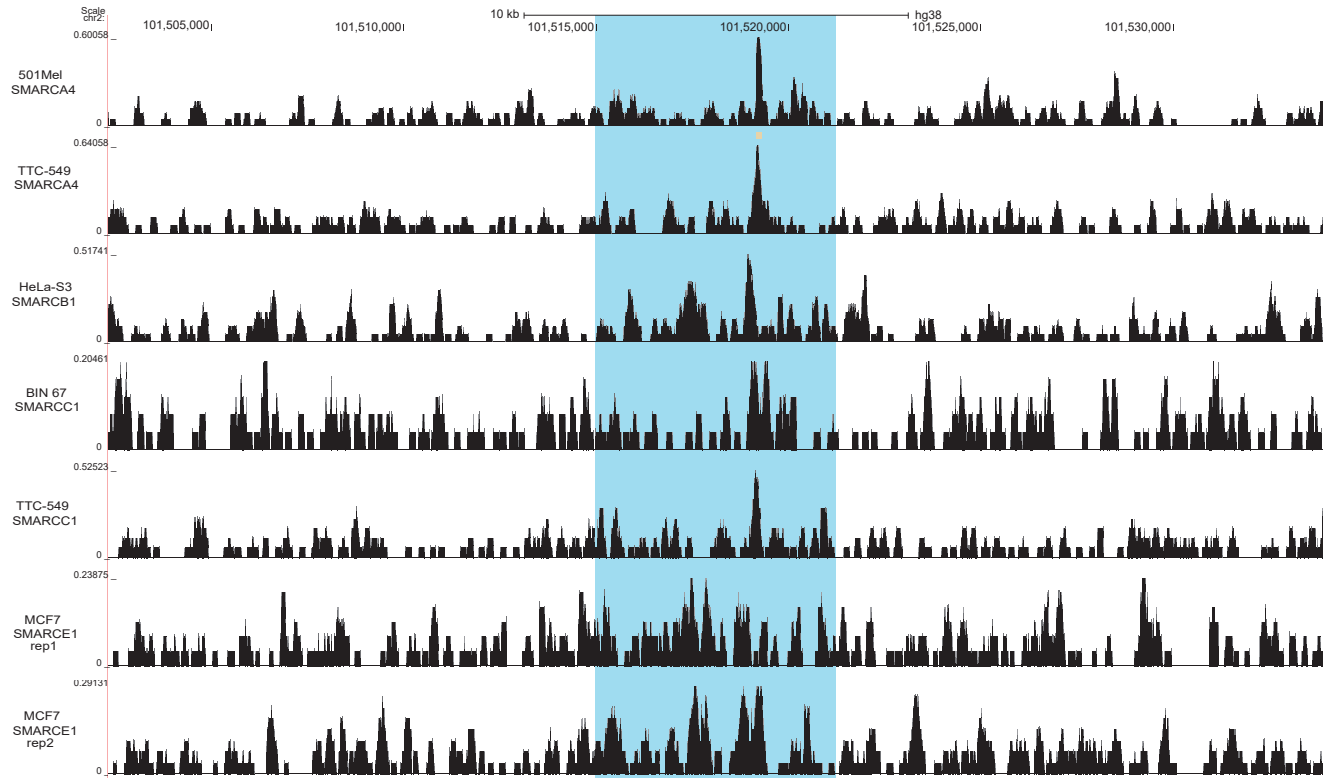 Scale
10 kb hg38
chr2:
101,505,000 101,510,000 101,515,000 101,520,000 101,525,000 101,530,000
0.60058 _
501Mel
SMARCA4
0 _
0.64058 _
TTC-549
SMARCA4
0 _
0.51741 _
HeLa-S3
SMARCB1
0 _
0.20461 _
BIN 67
SMARCC1
0 _
0.52523 _
TTC-549
SMARCC1
0 _
0.23875 _
MCF7
SMARCE1
rep1
0 _
0.29131 _
MCF7
SMARCE1
rep2
0 _